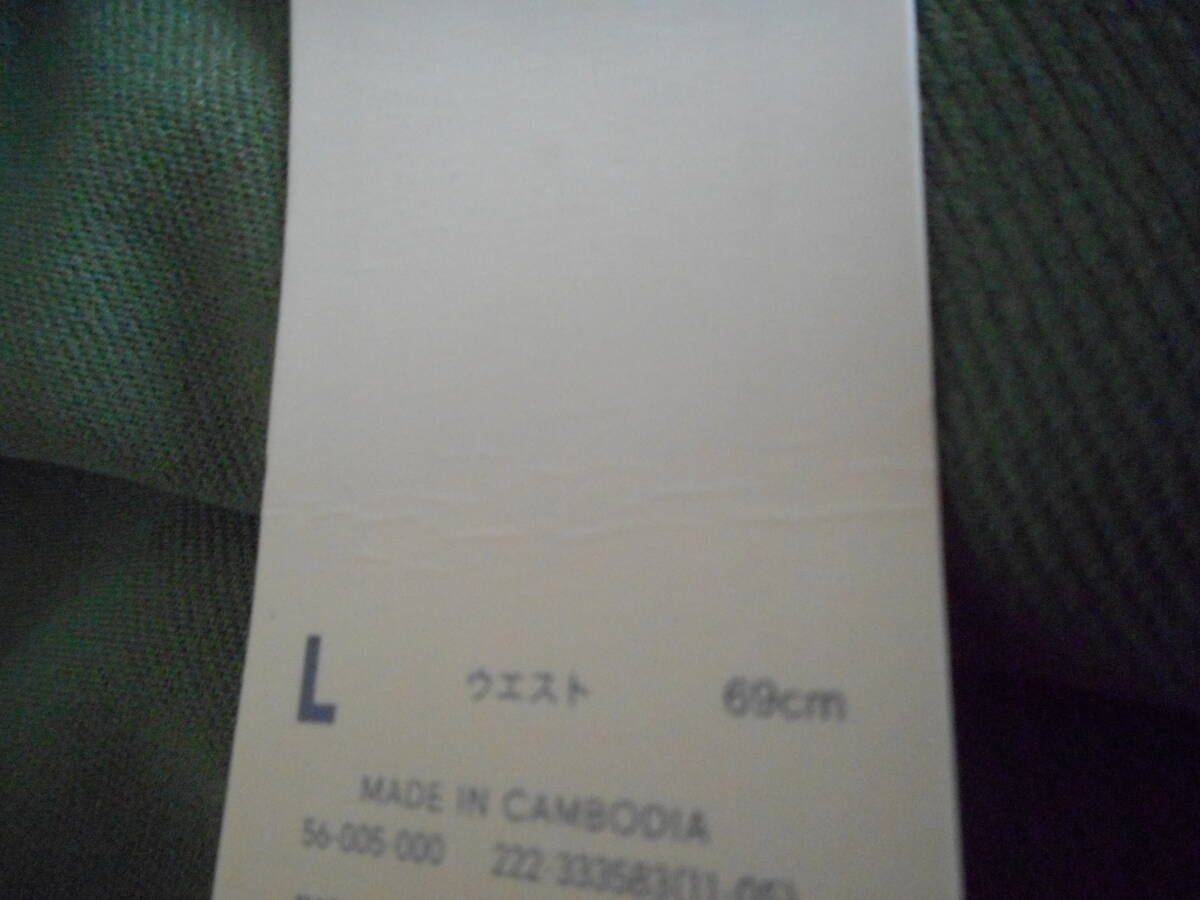 L ウエスト 69cm
MADE IN CAMBODIA
56-005-000 222-333583(11-06)